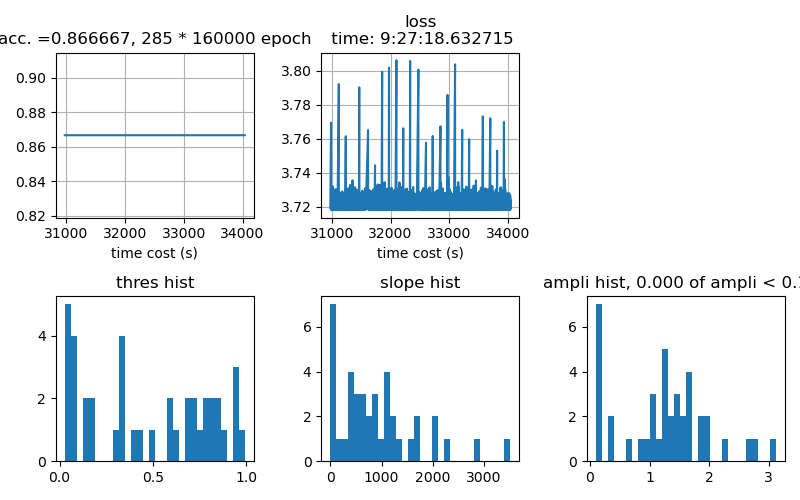 acc. =0.866667, 285 * 160000 epoch
loss
time: 9:27:18.632715
0.90
0.88
0.86
0.84
0.82
31000 32000 33000 34000
time cost (s)
3.80
3.78
3.76
3.74
3.72
31000 32000 33000 34000
time cost (s)
thres hist
4
2
0
0.0 0.5 1.0
slope hist
6
4
2
0
0 1000 2000 3000
ampli hist, 0.000 of ampli < 0.
6
4
2
0
0 1 2 3